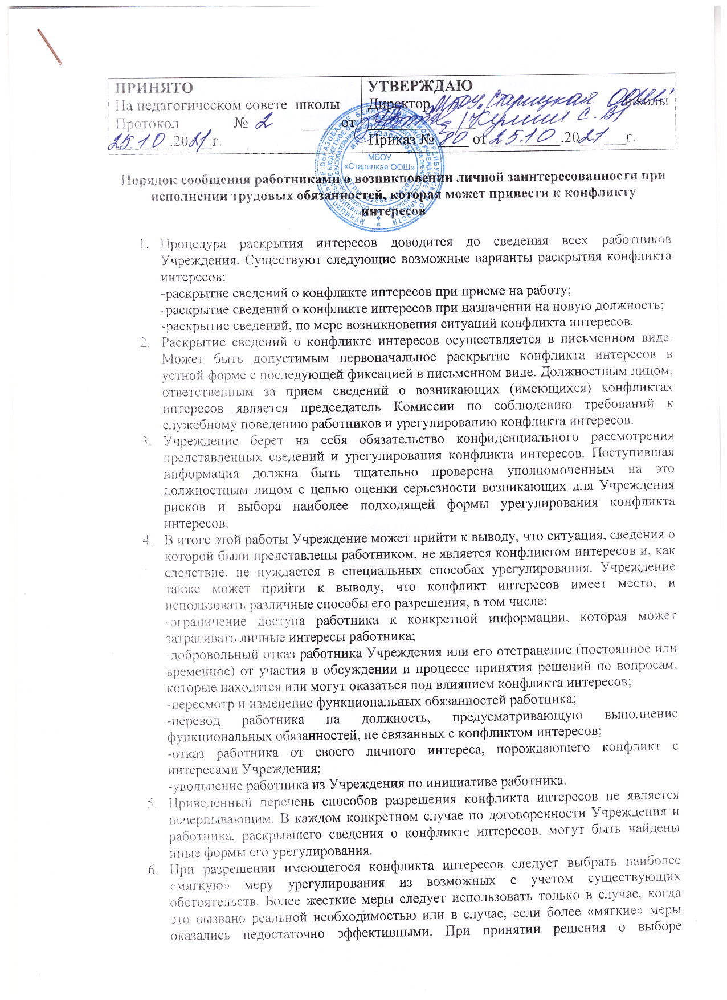 ПРИНЯТО
На педагогическом совете школы
Протокол № 2 ____ от
25.10.2021г.
УТВЕРЖДАЮ
Директор МБОУ "Старицкая ООШ" школы
С. В.
Приказ № 80 от 25.10.2021 г.
МБОУ
«Старицкая ООШ»
Порядок сообщения работниками о возникновении личной заинтересованности при
исполнении трудовых обязанностей, которая может привести к конфликту
интересов
1. Процедура раскрытия интересов доводится до сведения всех работников
Учреждения. Существуют следующие возможные варианты раскрытия конфликта
интересов:
-раскрытие сведений о конфликте интересов при приеме на работу;
-раскрытие сведений о конфликте интересов при назначении на новую должность;
-раскрытие сведений, по мере возникновения ситуаций конфликта интересов.
2. Раскрытие сведений о конфликте интересов осуществляется в письменном виде.
Может быть допустимым первоначальное раскрытие конфликта интересов в
устной форме с последующей фиксацией в письменном виде. Должностным лицом,
ответственным за прием сведений о возникающих (имеющихся) конфликтах
интересов является председатель Комиссии по соблюдению требований к
служебному поведению работников и урегулированию конфликта интересов.
3. Учреждение берет на себя обязательство конфиденциального рассмотрения
представленных сведений и урегулирования конфликта интересов. Поступившая
информация должна быть тщательно проверена уполномоченным на это
должностным лицом с целью оценки серьезности возникающих для Учреждения
рисков и выбора наиболее подходящей формы урегулирования конфликта
интересов.
4. В итоге этой работы Учреждение может прийти к выводу, что ситуация, сведения о
которой были представлены работником, не является конфликтом интересов и, как
следствие, не нуждается в специальных способах урегулирования. Учреждение
также может прийти к выводу, что конфликт интересов имеет место, и
использовать различные способы его разрешения, в том числе:
-ограничение доступа работника к конкретной информации, которая может
затрагивать личные интересы работника;
-добровольный отказ работника Учреждения или его отстранение (постоянное или
временное) от участия в обсуждении и процессе принятия решений по вопросам,
которые находятся или могут оказаться под влиянием конфликта интересов;
-пересмотр и изменение функциональных обязанностей работника;
-перевод работника на должность, предусматривающую выполнение
функциональных обязанностей, не связанных с конфликтом интересов;
-отказ работника от своего личного интереса, порождающего конфликт с
интересами Учреждения;
-увольнение работника из Учреждения по инициативе работника.
5. Приведенный перечень способов разрешения конфликта интересов не является
исчерпывающим. В каждом конкретном случае по договоренности Учреждения и
работника, раскрывшего сведения о конфликте интересов, могут быть найдены
иные формы его урегулирования.
6. При разрешении имеющегося конфликта интересов следует выбрать наиболее
«мягкую» меру урегулирования из возможных с учетом существующих
обстоятельств. Более жесткие меры следует использовать только в случае, когда
это вызвано реальной необходимостью или в случае, если более «мягкие» меры
оказались недостаточно эффективными. При принятии решения о выборе